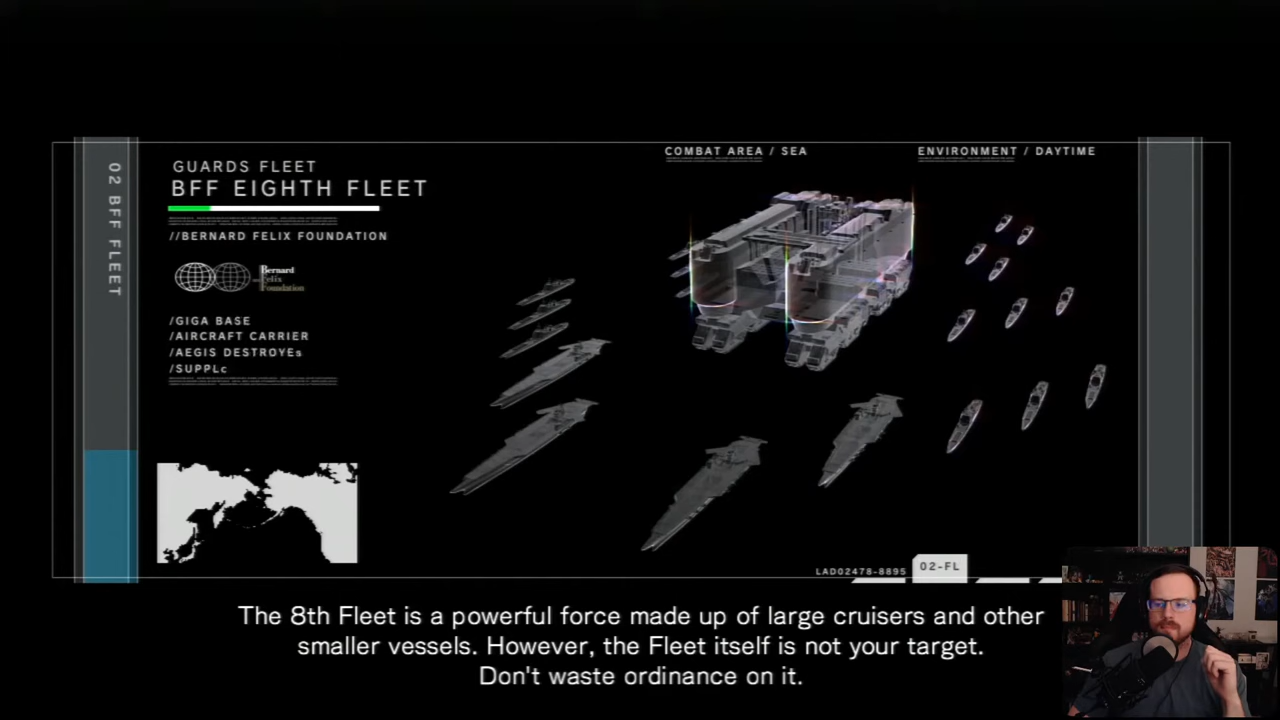 02 BFF FLEET
GUARDS FLEET
BFF EIGHTH FLEET
//BERNARD FELIX FOUNDATION
Bernard
Felix
Foundation
/GIGA BASE
/AIRCRAFT CARRIER
/AEGIS DESTROYEs
/SUPPLc
COMBAT AREA / SEA
ENVIRONMENT / DAYTIME
LAD02478-8895
02-FL
The 8th Fleet is a powerful force made up of large cruisers and other
smaller vessels. However, the Fleet itself is not your target.
Don't waste ordinance on it.